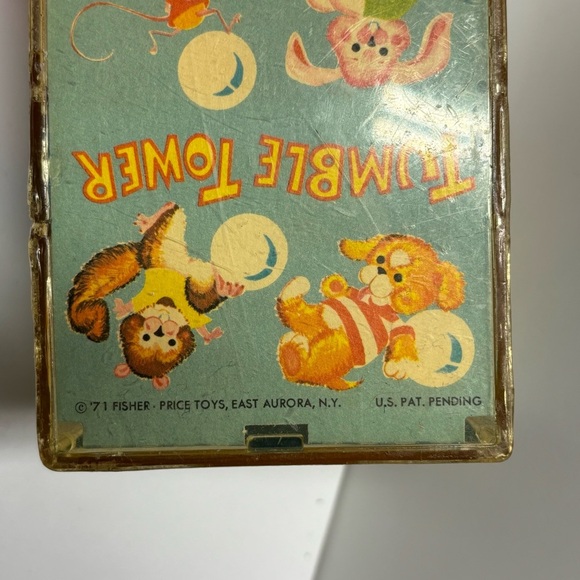 TUMBLE TOWER
© '71 FISHER - PRICE TOYS, EAST AURORA, N.Y. U.S. PAT. PENDING